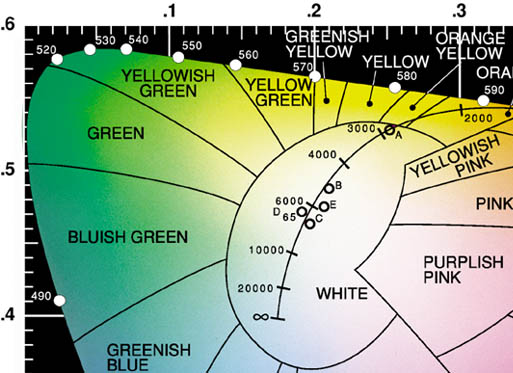 .6 .1 .2 .3
520 530 540 550 560 570 580 590
GREENISH
YELLOW
YELLOW
ORANGE
YELLOW
ORA
YELLOWISH
GREEN
YELLOW
GREEN
GREEN
3000 A
2000
YELLOWISH
PINK
4000
.5
B
6000 E
D 65 C
PINK
BLUISH GREEN
10000
PURPLISH
PINK
20000
WHITE
490
.4
∞
GREENISH
BLUE